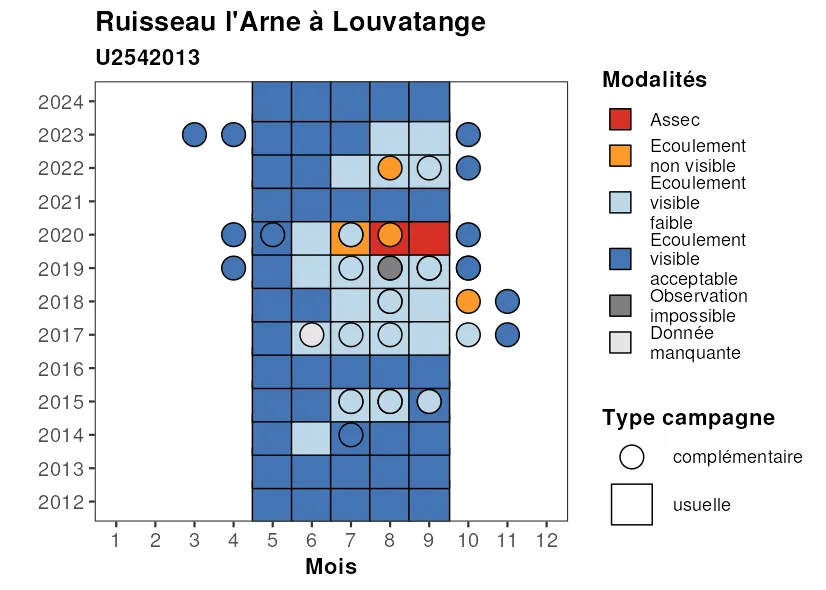 Ruisseau l'Arne à Louvatange
U2542013
2024
2023
2022
2021
2020
2019
2018
2017
2016
2015
2014
2013
2012
1 2 3 4 5 6 7 8 9 10 11 12
Mois
Modalités
Assec
Ecoulement
non visible
Ecoulement
visible
faible
Ecoulement
visible
acceptable
Observation
impossible
Donnée
manquante
Type campagne
complémentaire
usuelle